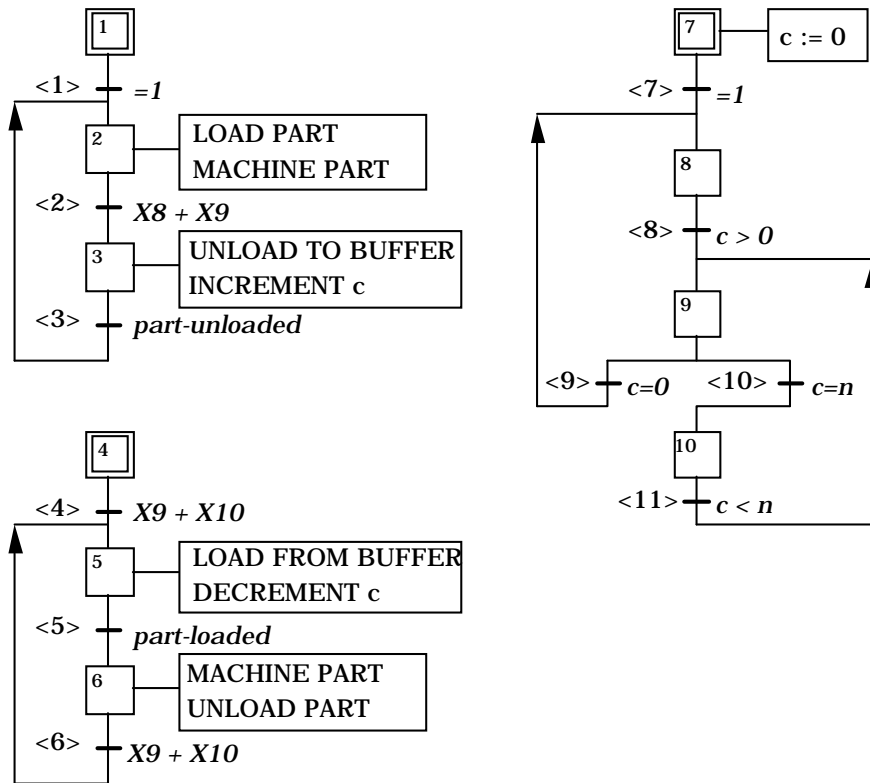 1
<1>
=1
2
LOAD PART
MACHINE PART
<2>
X8 + X9
3
UNLOAD TO BUFFER
INCREMENT c
<3>
part-unloaded
4
<4>
X9 + X10
5
LOAD FROM BUFFER
DECREMENT c
<5>
part-loaded
6
MACHINE PART
UNLOAD PART
<6>
X9 + X10
7
c := 0
<7>
=1
8
<8>
c > 0
9
<9>
c=0
<10>
c=n
10
<11>
c < n